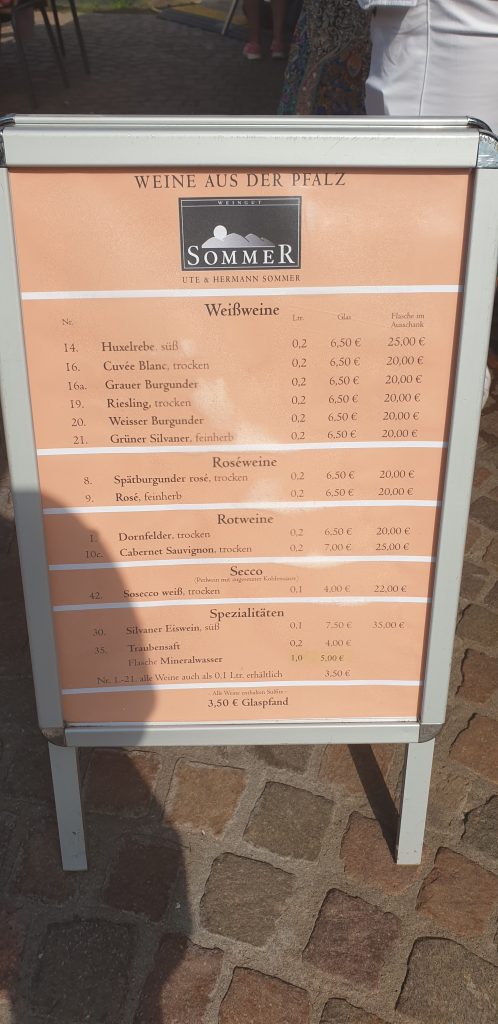 WEINE AUS DER PFALZ
WEINGUT
SOMMER
UTE & HERMANN SOMMER
Weißweine
Nr. Ltr. Glas Flasche im Ausschank
14. Huxelrebe, süß 0,2 6,50 € 25,00 €
16. Cuvée Blanc, trocken 0,2 6,50 € 20,00 €
16a. Grauer Burgunder 0,2 6,50 € 20,00 €
19. Riesling, trocken 0,2 6,50 € 20,00 €
20. Weisser Burgunder 0,2 6,50 € 20,00 €
21. Grüner Silvaner, feinherb 0,2 6,50 € 20,00 €
Roséweine
8. Spätburgunder rosé, trocken 0,2 6,50 € 20,00 €
9. Rosé, feinherb 0,2 6,50 € 20,00 €
Rotweine
1. Dornfelder, trocken 0,2 6,50 € 20,00 €
10c. Cabernet Sauvignon, trocken 0,2 7,00 € 25,00 €
Secco
(Perlwein mit zugesetzter Kohlensäure)
42. Sosecco weiß, trocken 0,1 4,00 € 22,00 €
Spezialitäten
30. Silvaner Eiswein, süß 0,1 7,50 € 35,00 €
35. Traubensaft 0,2 4,00 €
Flasche Mineralwasser 1,0 5,00 €
Nr. 1.-21. alle Weine auch als 0,1 Ltr. erhältlich 3,50 €
Alle Weine enthalten Sulfite
3,50 € Glaspfand